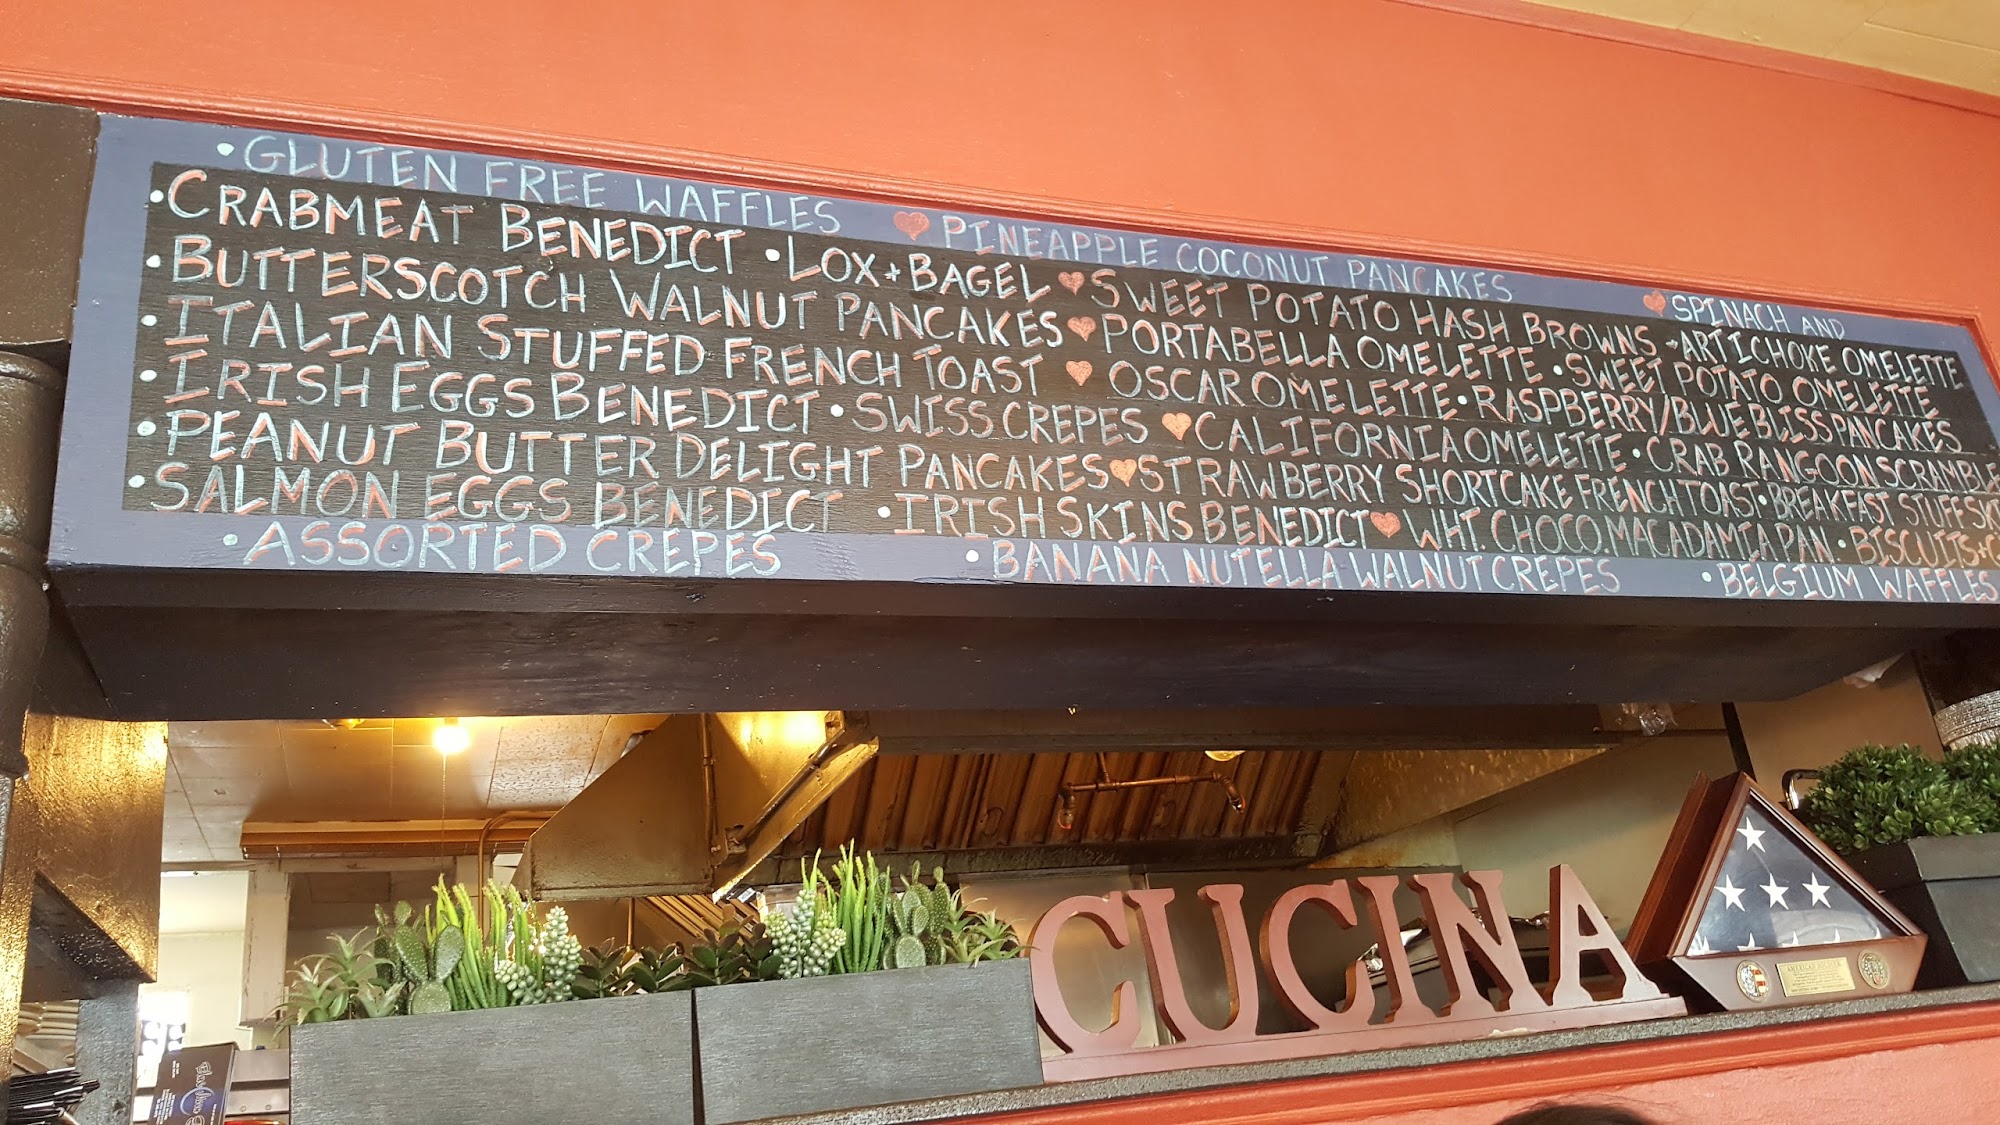 • GLUTEN FREE WAFFLES ♥ PINEAPPLE COCONUT PANCAKES ♥ SPINACH AND
• CRABMEAT BENEDICT • LOX + BAGEL ♥ SWEET POTATO HASH BROWNS ARTICHOKE OMELETTE
• BUTTERSCOTCH WALNUT PANCAKES ♥ PORTABELLA OMELETTE • SWEET POTATO OMELETTE
• ITALIAN STUFFED FRENCH TOAST ♥ OSCAR OMELETTE • RASPBERRY/BLUE BLISS PANCAKES
• IRISH EGGS BENEDICT • SWISS CREPES ♥ CALIFORNIA OMELETTE • CRAB RANGOON SCRAMBLE
• PEANUT BUTTER DELIGHT PANCAKES ♥ STRAWBERRY SHORTCAKE FRENCH TOAST • BREAKFAST STUFF SK
• SALMON EGGS BENEDICT • IRISH SKINS BENEDICT ♥ WHT. CHOCO. MACADAMIA PAN • BISCUITS + G
• ASSORTED CREPES • BANANA NUTELLA WALNUT CREPES • BELGIUM WAFFLES
CUCINA